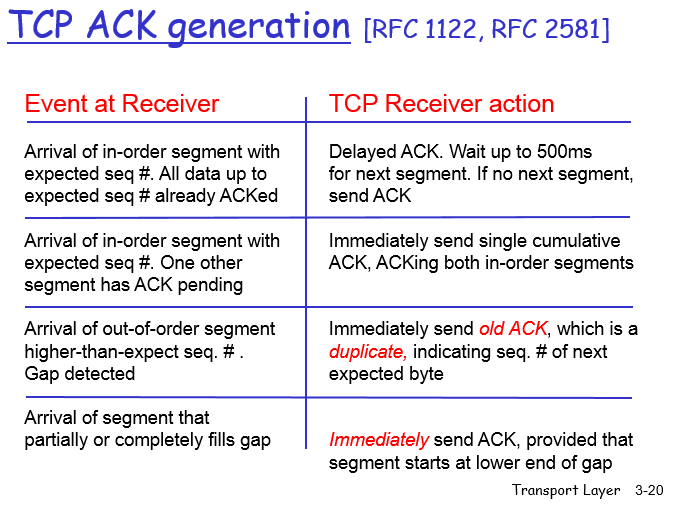 TCP ACK generation [RFC 1122, RFC 2581]
Event at Receiver
TCP Receiver action
Arrival of in-order segment with
expected seq #. All data up to
expected seq # already ACKed
Delayed ACK. Wait up to 500ms
for next segment. If no next segment,
send ACK
Arrival of in-order segment with
expected seq #. One other
segment has ACK pending
Immediately send single cumulative
ACK, ACKing both in-order segments
Arrival of out-of-order segment
higher-than-expect seq. # .
Gap detected
Immediately send old ACK, which is a
duplicate, indicating seq. # of next
expected byte
Arrival of segment that
partially or completely fills gap
Immediately send ACK, provided that
segment starts at lower end of gap
Transport Layer 3-20